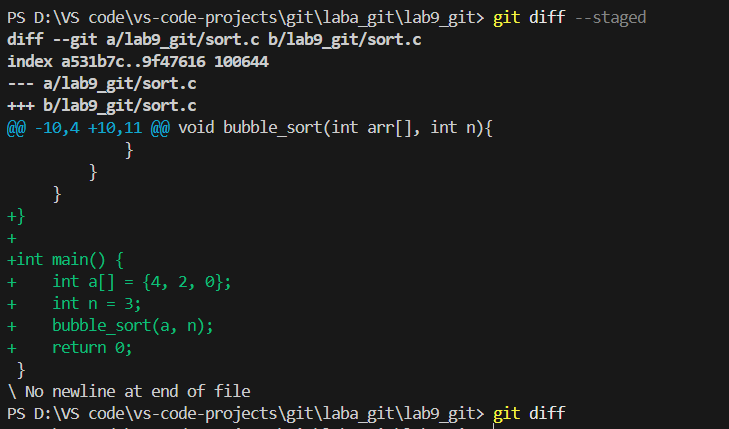 PS D:\VS code\vs-code-projects\git\laba_git\lab9_git> git diff --staged
diff --git a/lab9_git/sort.c b/lab9_git/sort.c
index a531b7c..9f47616 100644
--- a/lab9_git/sort.c
+++ b/lab9_git/sort.c
@@ -10,4 +10,11 @@ void bubble_sort(int arr[], int n){
             }
         }
     }
+}
+
+int main() {
+    int a[] = {4, 2, 0};
+    int n = 3;
+    bubble_sort(a, n);
+    return 0;
 }
\ No newline at end of file
PS D:\VS code\vs-code-projects\git\laba_git\lab9_git> git diff